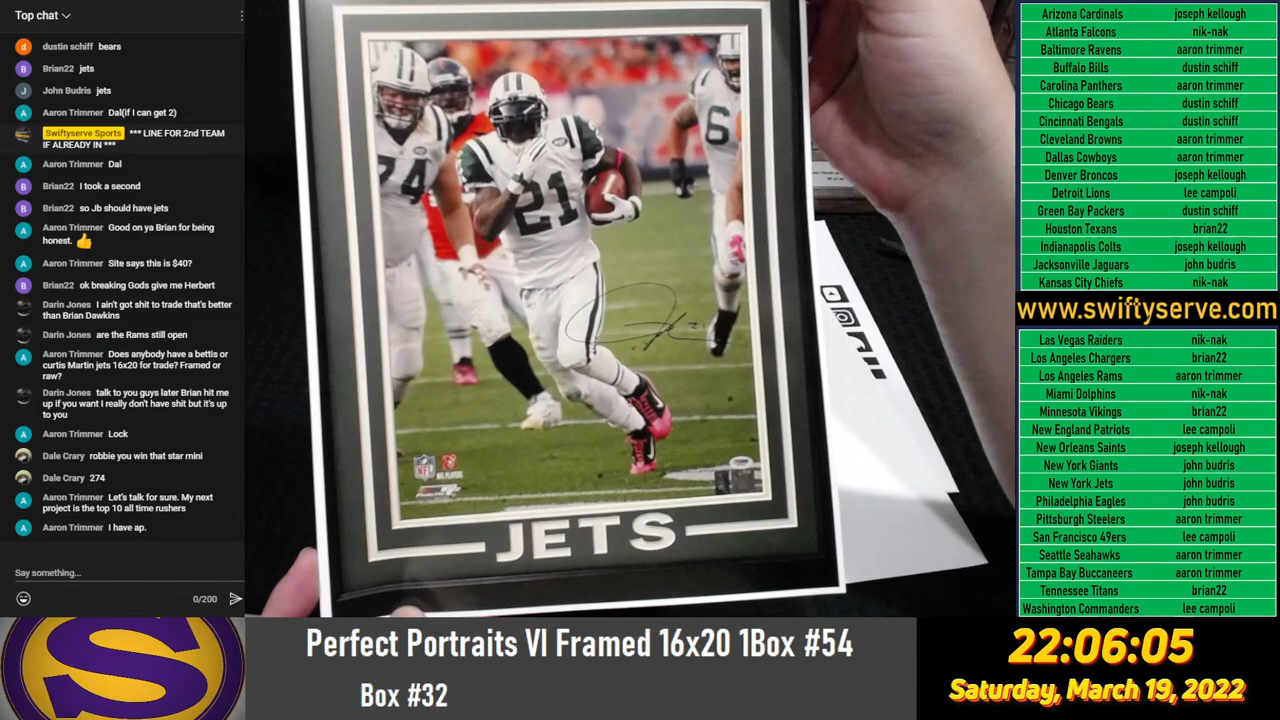 Top chat
dustin schiff bears
Brian22 jets
John Budris jets
Aaron Trimmer Dal(if I can get 2)
Swiftyserve Sports *** LINE FOR 2nd TEAM
IF ALREADY IN ***
Aaron Trimmer Dal
Brian22 I took a second
Brian22 so Jb should have jets
Aaron Trimmer Good on ya Brian for being
honest. 👍
Aaron Trimmer Site says this is $40?
Brian22 ok breaking Gods give me Herbert
Darin Jones I ain't got shit to trade that's better
than Brian Dawkins
Darin Jones are the Rams still open
Aaron Trimmer Does anybody have a bettis or
curtis Martin jets 16x20 for trade? Framed or
raw?
Darin Jones talk to you guys later Brian hit me
up if you want I really don't have shit but it's up
to you
Aaron Trimmer Lock
Dale Crary robbie you win that star mini
Dale Crary 274
Aaron Trimmer Let's talk for sure. My next
project is the top 10 all time rushers
Aaron Trimmer I have ap.
Say something...
0/200
74
21
6
NFL
NFL PLAYERS
JETS
Arizona Cardinals joseph kellough
Atlanta Falcons nik-nak
Baltimore Ravens aaron trimmer
Buffalo Bills dustin schiff
Carolina Panthers aaron trimmer
Chicago Bears dustin schiff
Cincinnati Bengals dustin schiff
Cleveland Browns aaron trimmer
Dallas Cowboys aaron trimmer
Denver Broncos joseph kellough
Detroit Lions lee campoli
Green Bay Packers dustin schiff
Houston Texans brian22
Indianapolis Colts joseph kellough
Jacksonville Jaguars john budris
Kansas City Chiefs nik-nak
www.swiftyserve.com
Las Vegas Raiders nik-nak
Los Angeles Chargers brian22
Los Angeles Rams aaron trimmer
Miami Dolphins nik-nak
Minnesota Vikings brian22
New England Patriots lee campoli
New Orleans Saints joseph kellough
New York Giants john budris
New York Jets john budris
Philadelphia Eagles john budris
Pittsburgh Steelers aaron trimmer
San Francisco 49ers lee campoli
Seattle Seahawks aaron trimmer
Tampa Bay Buccaneers aaron trimmer
Tennessee Titans brian22
Washington Commanders lee campoli
Perfect Portraits VI Framed 16x20 1Box #54
Box #32
22:06:05
Saturday, March 19, 2022